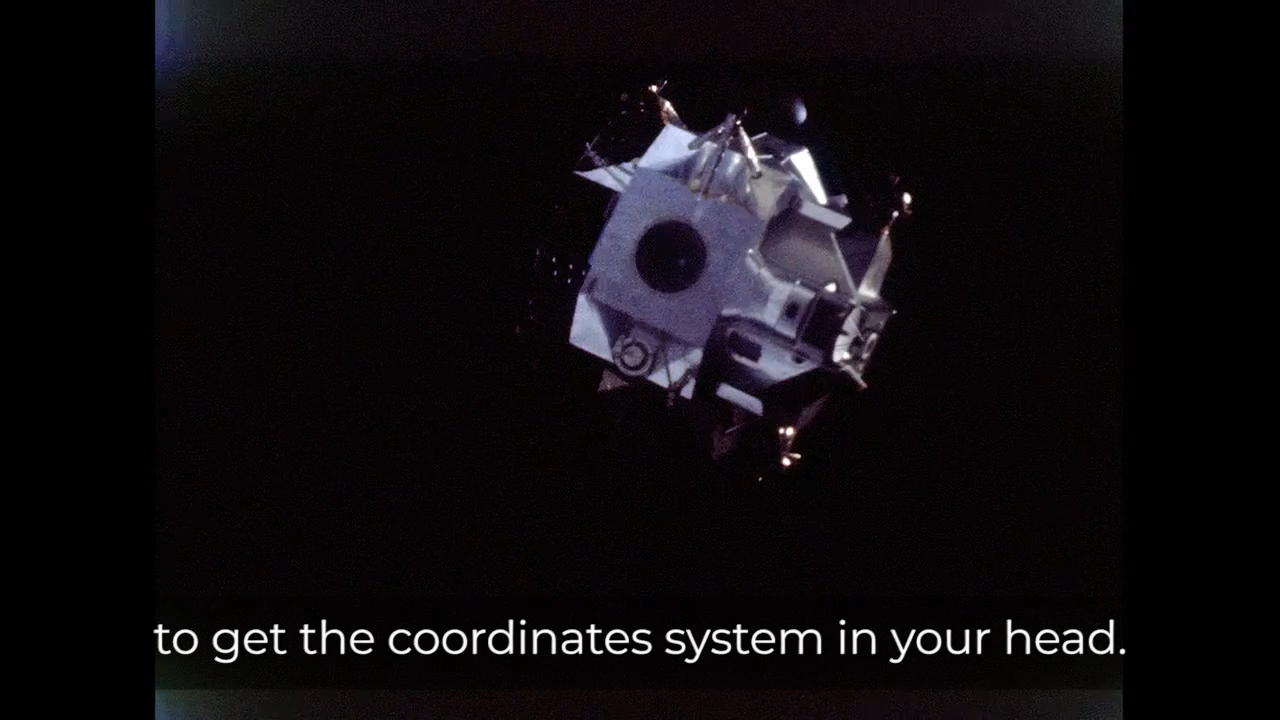 to get the coordinates system in your head.